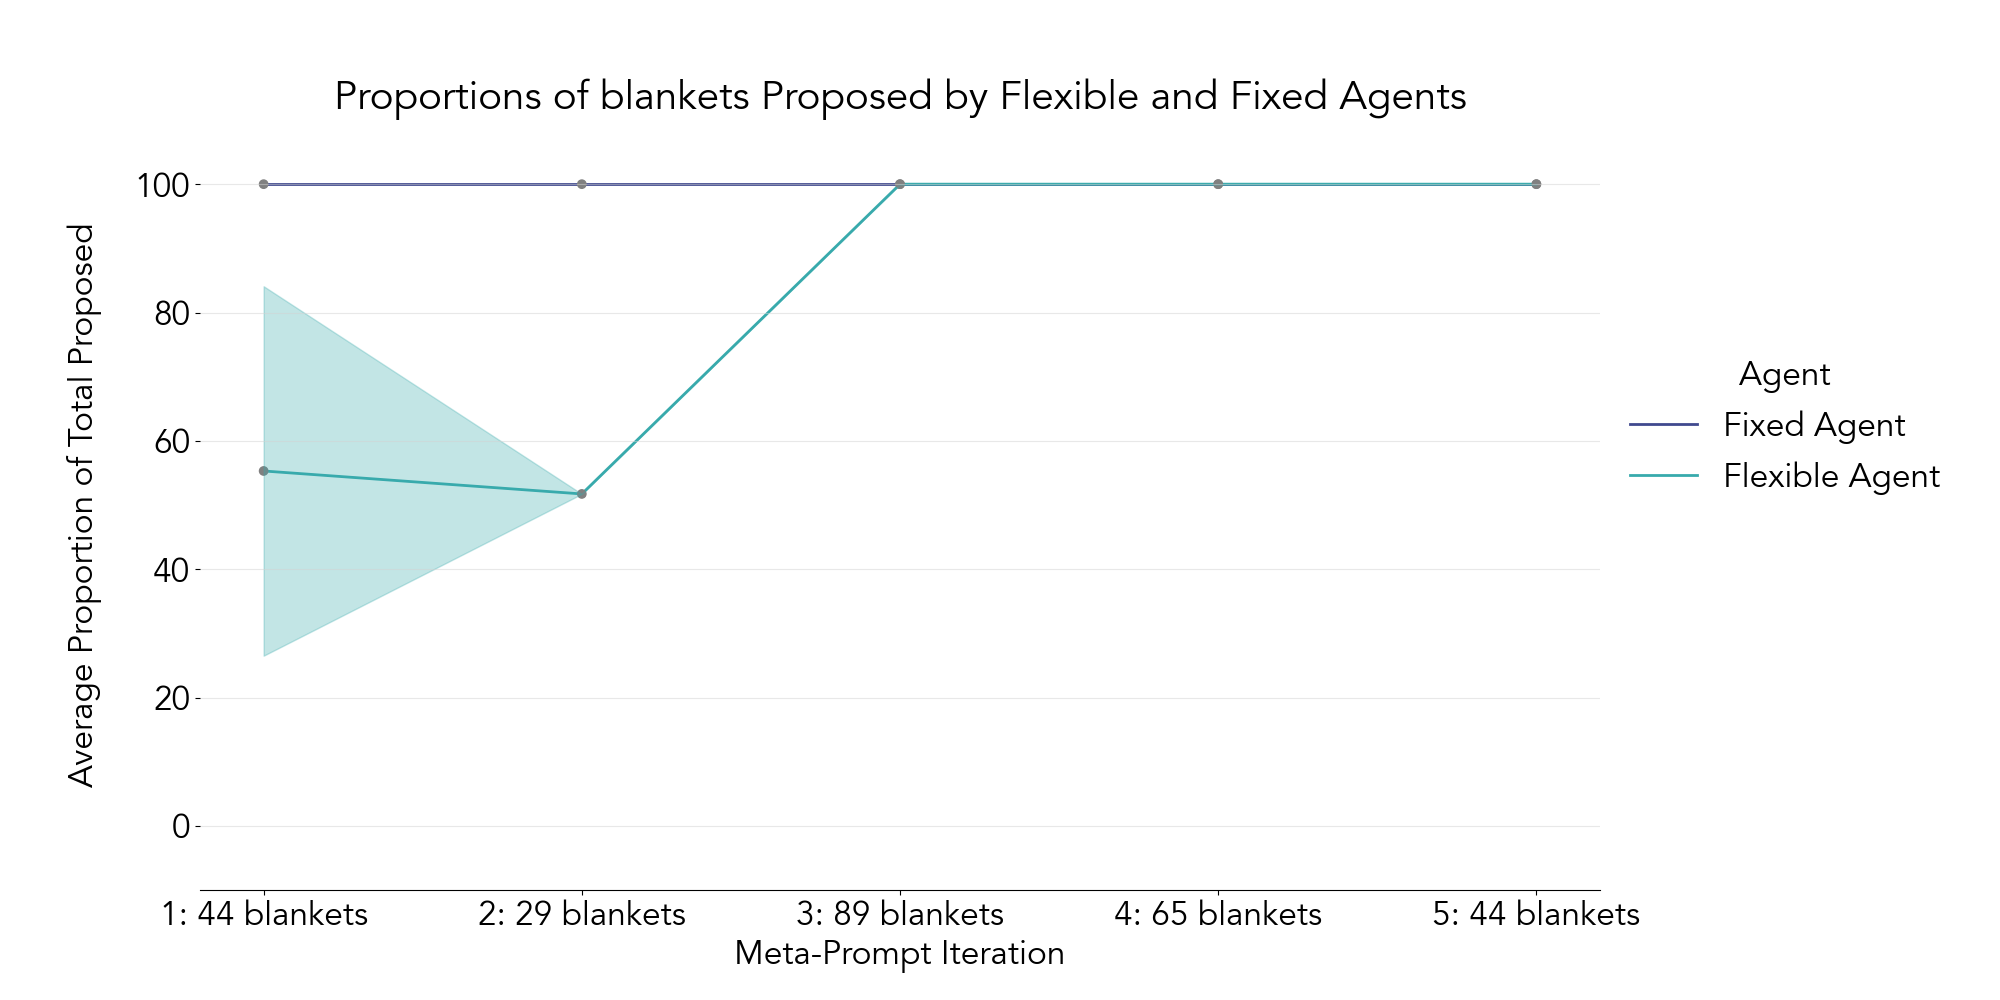 Proportions of blankets Proposed by Flexible and Fixed Agents
Average Proportion of Total Proposed
100
80
60
40
20
0
1: 44 blankets
2: 29 blankets
3: 89 blankets
4: 65 blankets
5: 44 blankets
Meta-Prompt Iteration
Agent
Fixed Agent
Flexible Agent